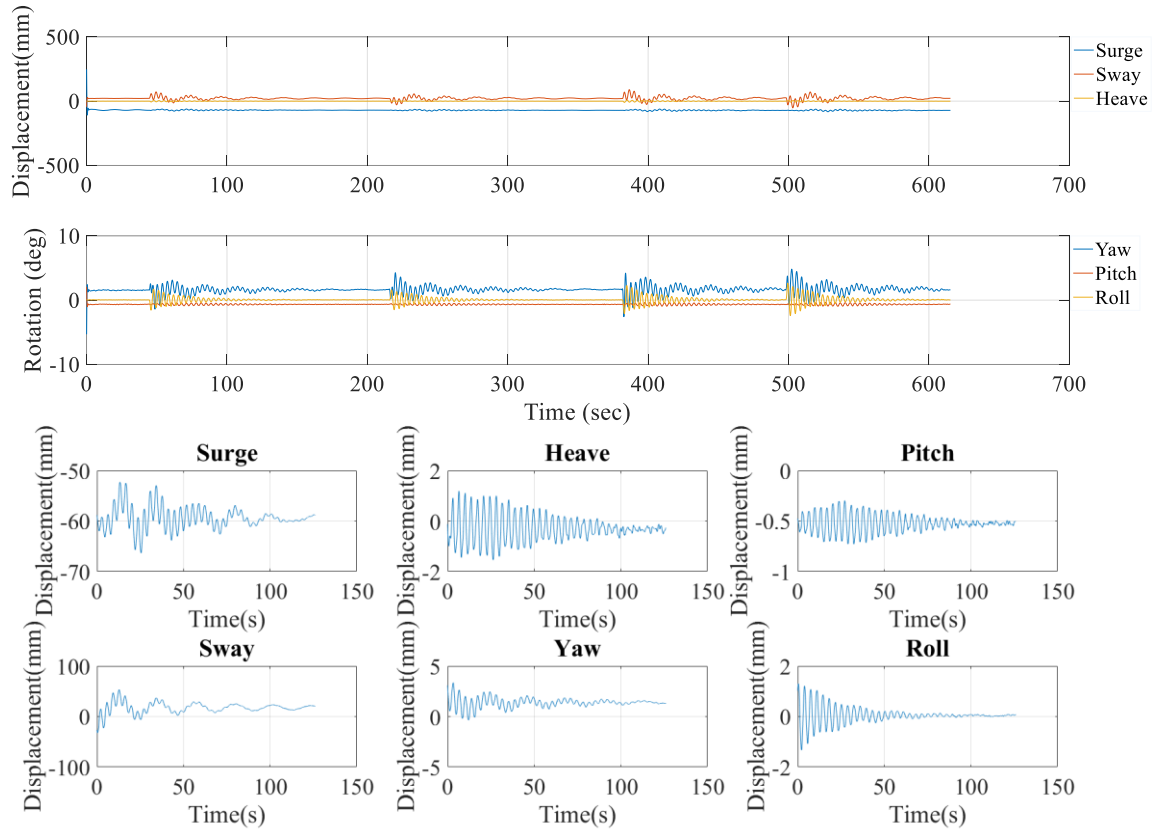 Displacement(mm)
500
0
-500
0 100 200 300 400 500 600 700
Surge
Sway
Heave
Rotation (deg)
10
0
-10
0 100 200 300 400 500 600 700
Time (sec)
Yaw
Pitch
Roll
Surge
Displacement(mm)
-50
-60
-70
0 50 100 150
Time(s)
Heave
Displacement(mm)
2
0
-2
0 50 100 150
Time(s)
Pitch
Displacement(mm)
0
-0.5
-1
0 50 100 150
Time(s)
Sway
Displacement(mm)
100
0
-100
0 50 100 150
Time(s)
Yaw
Displacement(mm)
5
0
-5
0 50 100 150
Time(s)
Roll
Displacement(mm)
2
0
-2
0 50 100 150
Time(s)